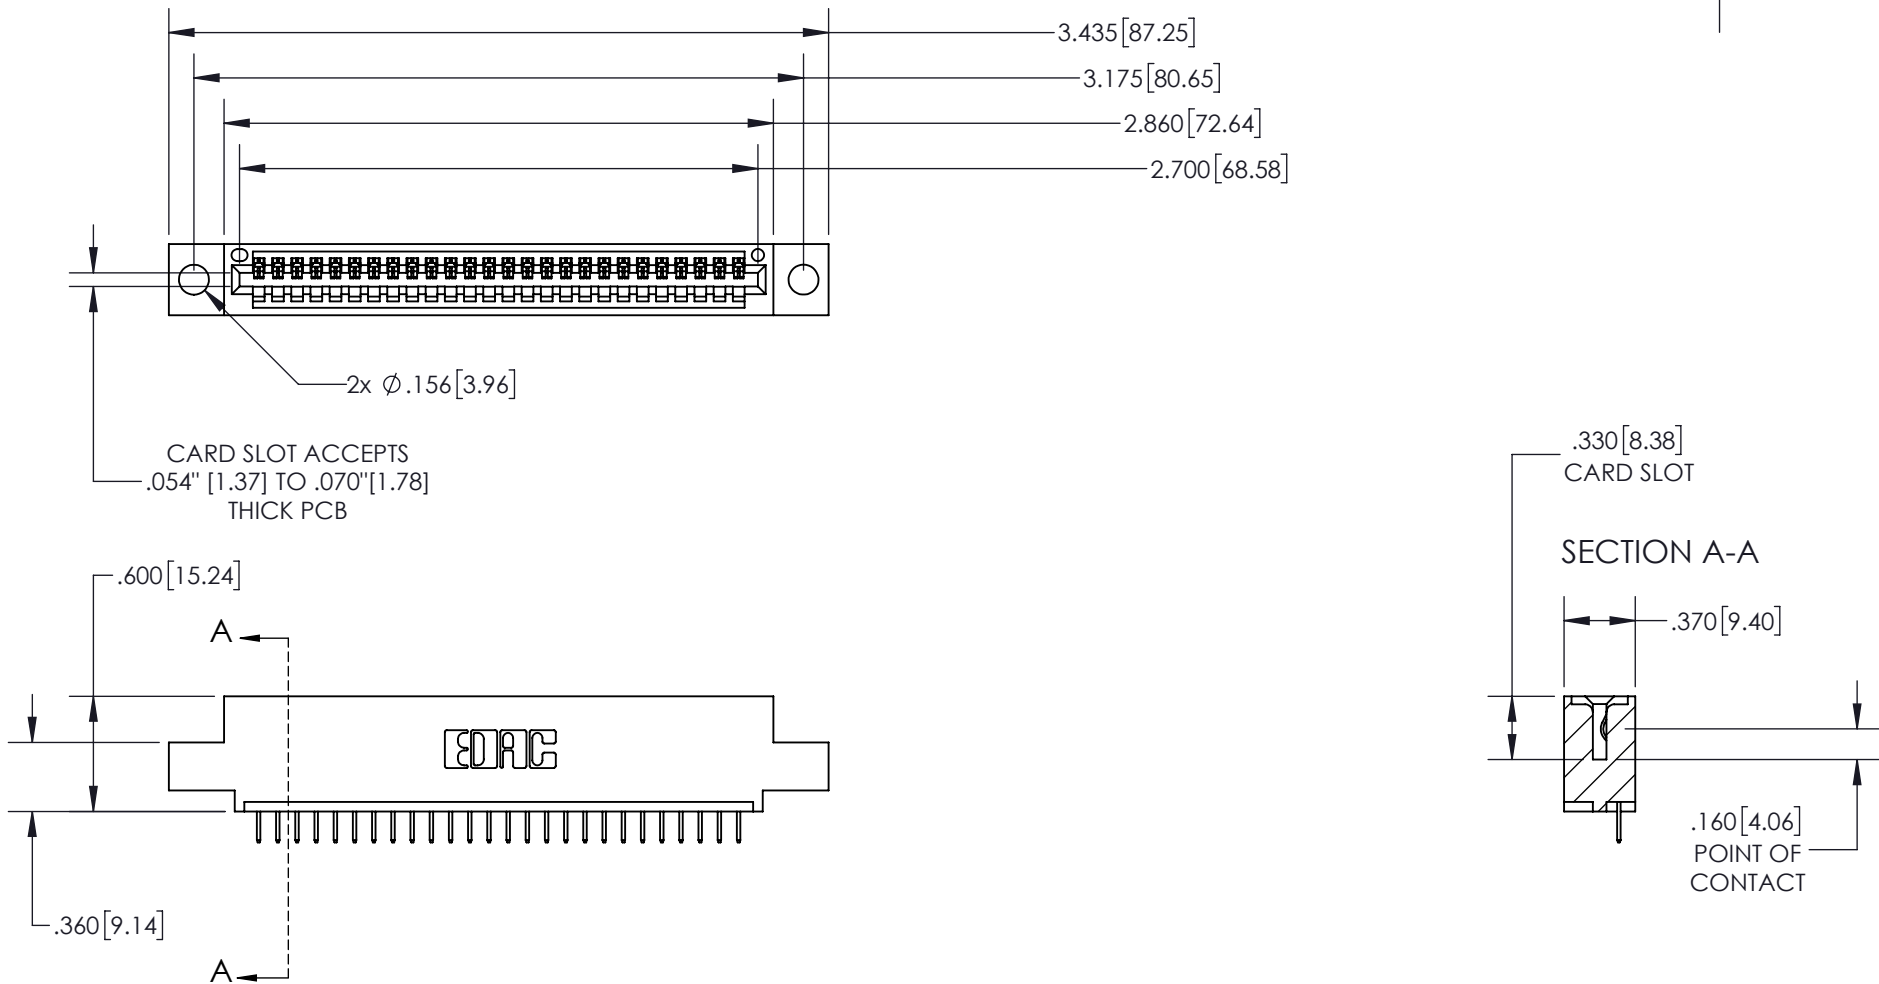 3.435[87.25]
3.175[80.65]
2.860[72.64]
2.700[68.58]
2x ∅.156[3.96]
CARD SLOT ACCEPTS
.054" [1.37] TO .070"[1.78]
THICK PCB
.330[8.38]
CARD SLOT
SECTION A-A
.600[15.24]
.370[9.40]
A
EDAC
.160[4.06]
POINT OF
CONTACT
.360[9.14]
A